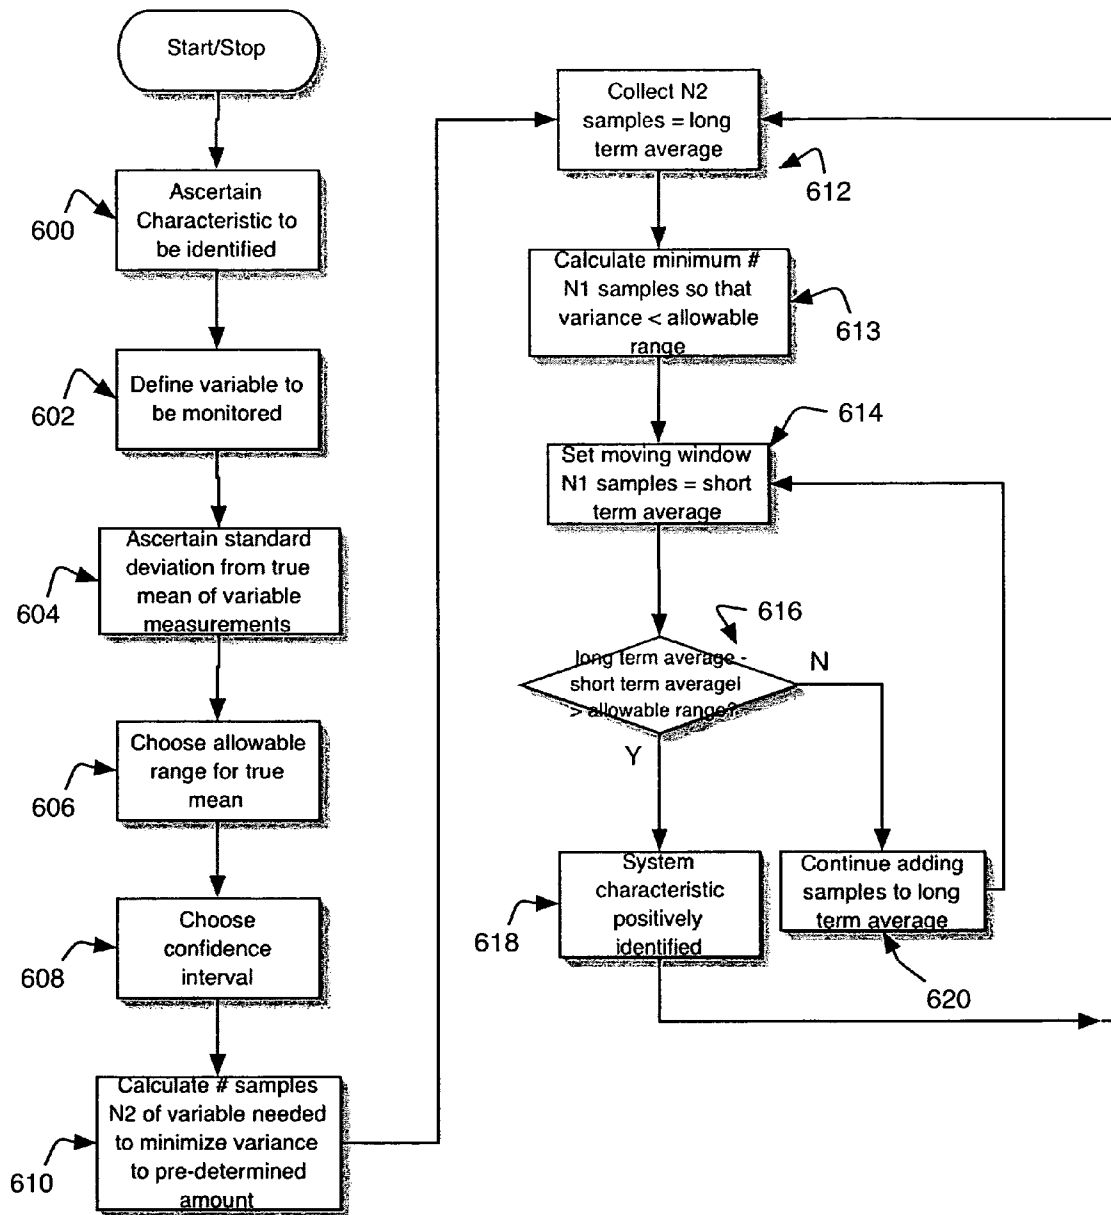 Start/Stop
600
Ascertain
Characteristic to
be identified
602
Define variable to
be monitored
604
Ascertain standard
deviation from true
mean of variable
measurements
606
Choose allowable
range for true
mean
608
Choose
confidence
interval
610
Calculate # samples
N2 of variable needed
to minimize variance
to pre-determined
amount
Collect N2
samples = long
term average
612
Calculate minimum #
N1 samples so that
variance < allowable
range
613
614
Set moving window
N1 samples = short
term average
616
long term average -
short term average|
> allowable range?
N
Y
618
System
characteristic
positively
identified
Continue adding
samples to long
term average
620